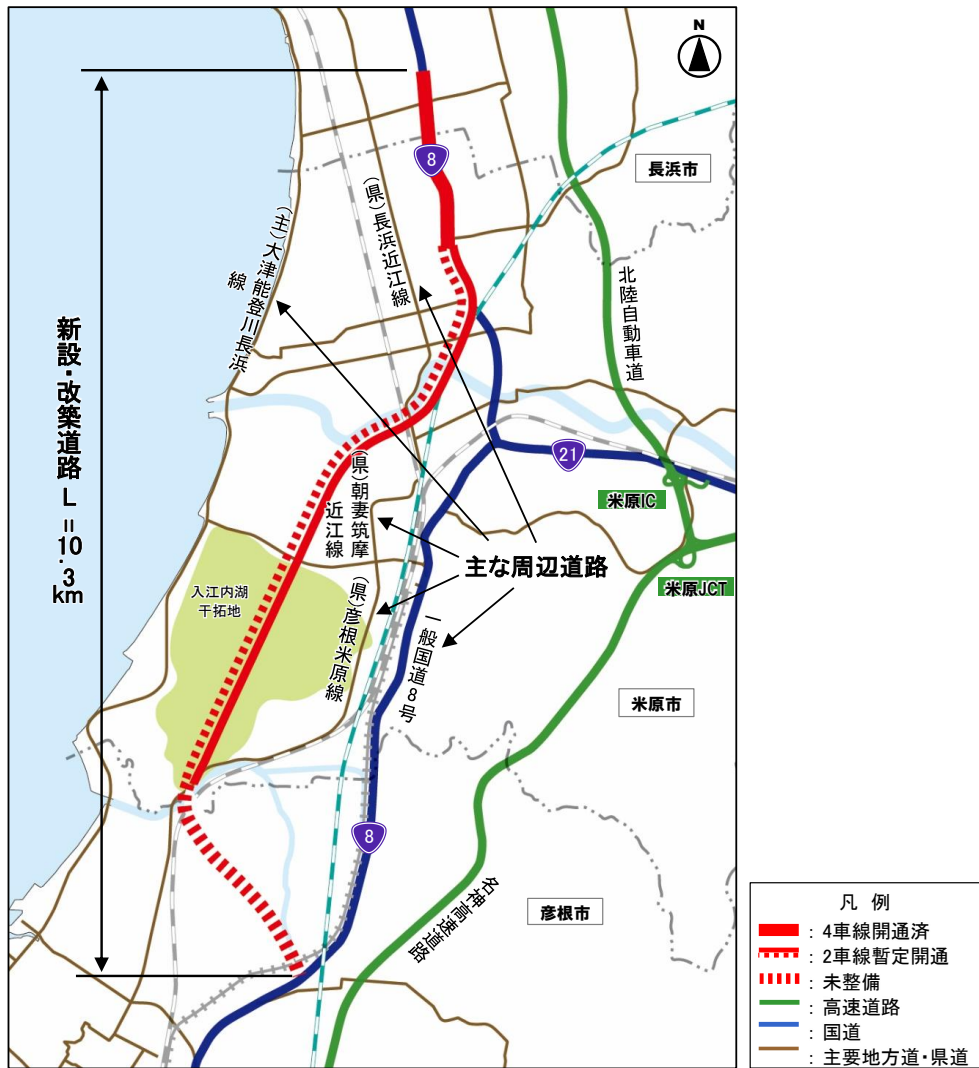 N
8
長浜市
(県)長浜近江線
(主)大津能登川長浜
線
北陸自動車道
新設・改築道路 L=10.3km
21
米原IC
(県)朝妻筑摩
近江線
主な周辺道路
米原JCT
入江内湖
干拓地
(県)彦根米原線
一般国道8号
米原市
8
名神高速道路
彦根市
凡 例
: 4車線開通済
: 2車線暫定開通
: 未整備
: 高速道路
: 国道
: 主要地方道・県道